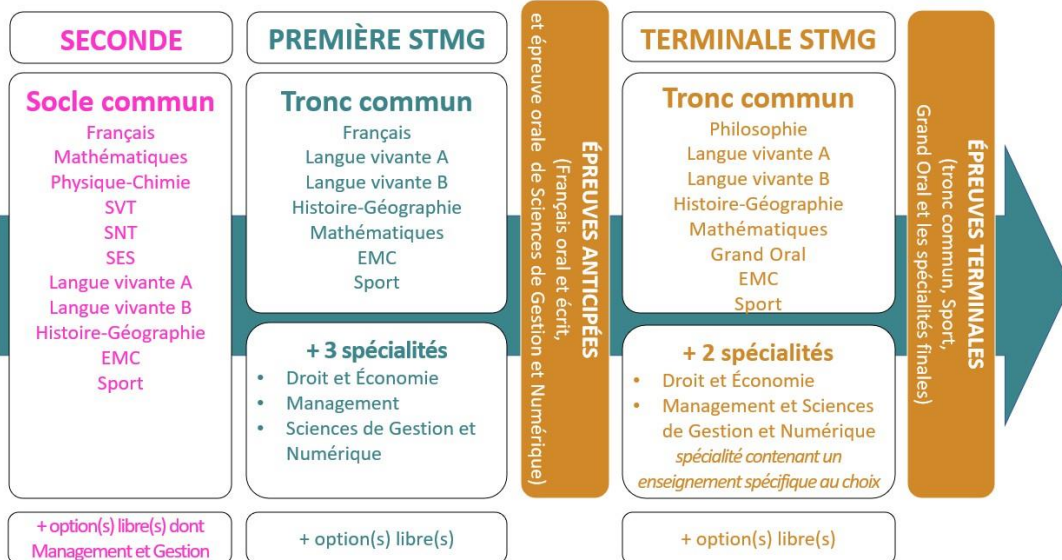 SECONDE
Socle commun
Français
Mathématiques
Physique-Chimie
SVT
SNT
SES
Langue vivante A
Langue vivante B
Histoire-Géographie
EMC
Sport
+ option(s) libre(s) dont
Management et Gestion
PREMIÈRE STMG
Tronc commun
Français
Langue vivante A
Langue vivante B
Histoire-Géographie
Mathématiques
EMC
Sport
+ 3 spécialités
• Droit et Économie
• Management
• Sciences de Gestion et
Numérique
+ option(s) libre(s)
ÉPREUVES ANTICIPÉES
(Français oral et écrit,
et épreuve orale de Sciences de Gestion et Numérique)
TERMINALE STMG
Tronc commun
Philosophie
Langue vivante A
Langue vivante B
Histoire-Géographie
Mathématiques
Grand Oral
EMC
Sport
+ 2 spécialités
• Droit et Économie
• Management et Sciences
de Gestion et Numérique
spécialité contenant un
enseignement spécifique au choix
+ option(s) libre(s)
ÉPREUVES TERMINALES
(tronc commun, Sport,
Grand Oral et les spécialités finales)